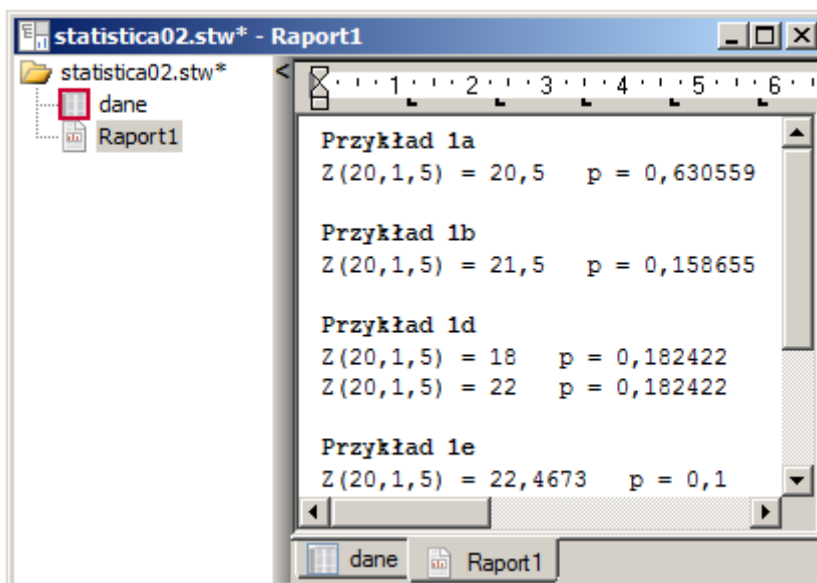 statistica02.stw* - Raport1
statistica02.stw*
dane
Raport1
<
1 2 3 4 5 6
Przykład 1a
Z(20,1,5) = 20,5 p = 0,630559
Przykład 1b
Z(20,1,5) = 21,5 p = 0,158655
Przykład 1d
Z(20,1,5) = 18 p = 0,182422
Z(20,1,5) = 22 p = 0,182422
Przykład 1e
Z(20,1,5) = 22,4673 p = 0,1
dane
Raport1